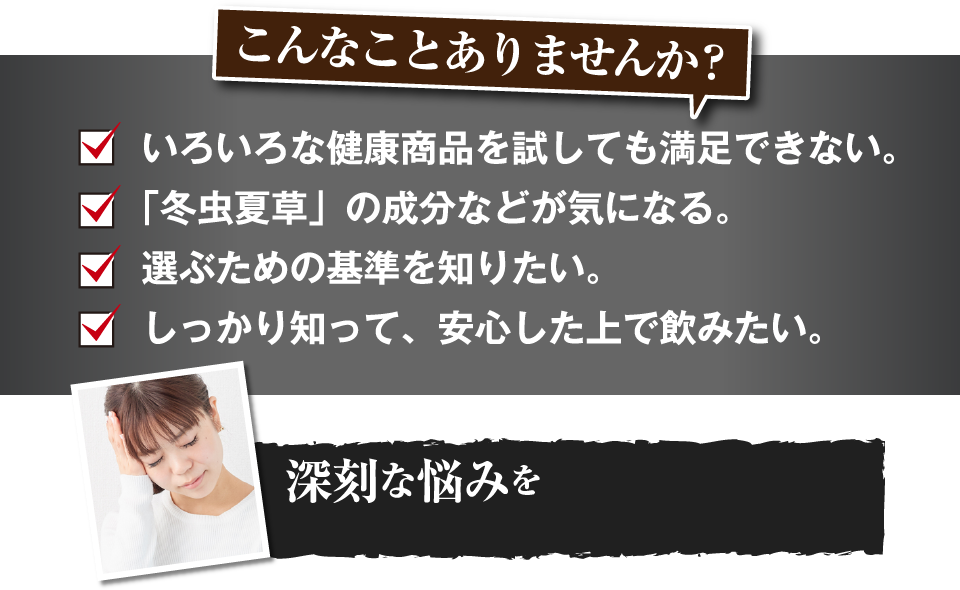 こんなことありませんか?
いろいろな健康商品を試しても満足できない。
「冬虫夏草」の成分などが気になる。
選ぶための基準を知りたい。
しっかり知って、安心した上で飲みたい。
深刻な悩みを